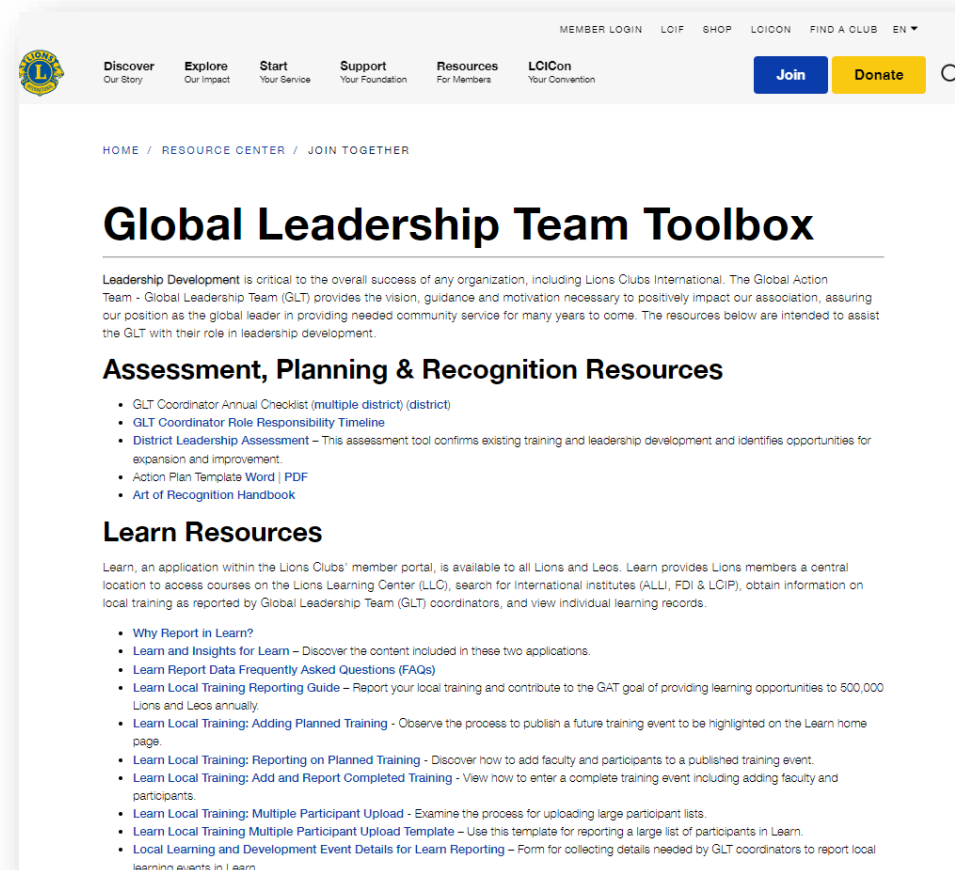 MEMBER LOGIN LCIF SHOP LCICON FIND A CLUB EN
LIONS
L
INTERNATIONAL
Discover Explore Start Support Resources LCICon
Our Story Our Impact Your Service Your Foundation For Members Your Convention
Join Donate
HOME / RESOURCE CENTER / JOIN TOGETHER
Global Leadership Team Toolbox
Leadership Development is critical to the overall success of any organization, including Lions Clubs International. The Global Action
Team - Global Leadership Team (GLT) provides the vision, guidance and motivation necessary to positively impact our association, assuring
our position as the global leader in providing needed community service for many years to come. The resources below are intended to assist
the GLT with their role in leadership development.
Assessment, Planning & Recognition Resources
• GLT Coordinator Annual Checklist (multiple district) (district)
• GLT Coordinator Role Responsibility Timeline
• District Leadership Assessment – This assessment tool confirms existing training and leadership development and identifies opportunities for
expansion and improvement.
• Action Plan Template Word | PDF
• Art of Recognition Handbook
Learn Resources
Learn, an application within the Lions Clubs' member portal, is available to all Lions and Leos. Learn provides Lions members a central
location to access courses on the Lions Learning Center (LLC), search for International institutes (ALLI, FDI & LCIP), obtain information on
local training as reported by Global Leadership Team (GLT) coordinators, and view individual learning records.
• Why Report in Learn?
• Learn and Insights for Learn – Discover the content included in these two applications.
• Learn Report Data Frequently Asked Questions (FAQs)
• Learn Local Training Reporting Guide – Report your local training and contribute to the GAT goal of providing learning opportunities to 500,000
Lions and Leos annually.
• Learn Local Training: Adding Planned Training - Observe the process to publish a future training event to be highlighted on the Learn home
page.
• Learn Local Training: Reporting on Planned Training - Discover how to add faculty and participants to a published training event.
• Learn Local Training: Add and Report Completed Training - View how to enter a complete training event including adding faculty and
participants.
• Learn Local Training: Multiple Participant Upload - Examine the process for uploading large participant lists.
• Learn Local Training Multiple Participant Upload Template – Use this template for reporting a large list of participants in Learn.
• Local Learning and Development Event Details for Learn Reporting – Form for collecting details needed by GLT coordinators to report local
learning events in Learn.